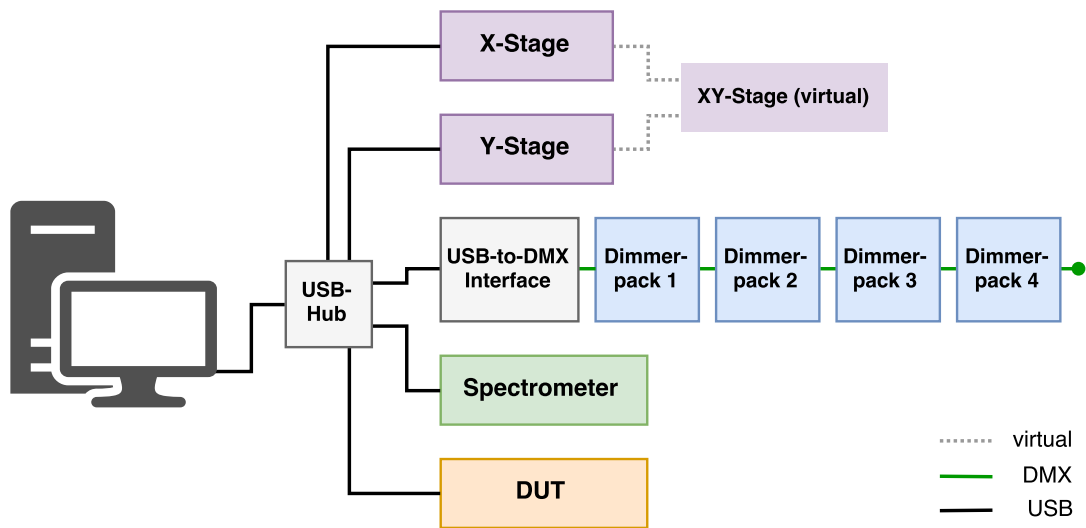 X-Stage
XY-Stage (virtual)
Y-Stage
USB-to-DMX
Interface
Dimmer-
pack 1
Dimmer-
pack 2
Dimmer-
pack 3
Dimmer-
pack 4
USB-
Hub
Spectrometer
DUT
virtual
DMX
USB